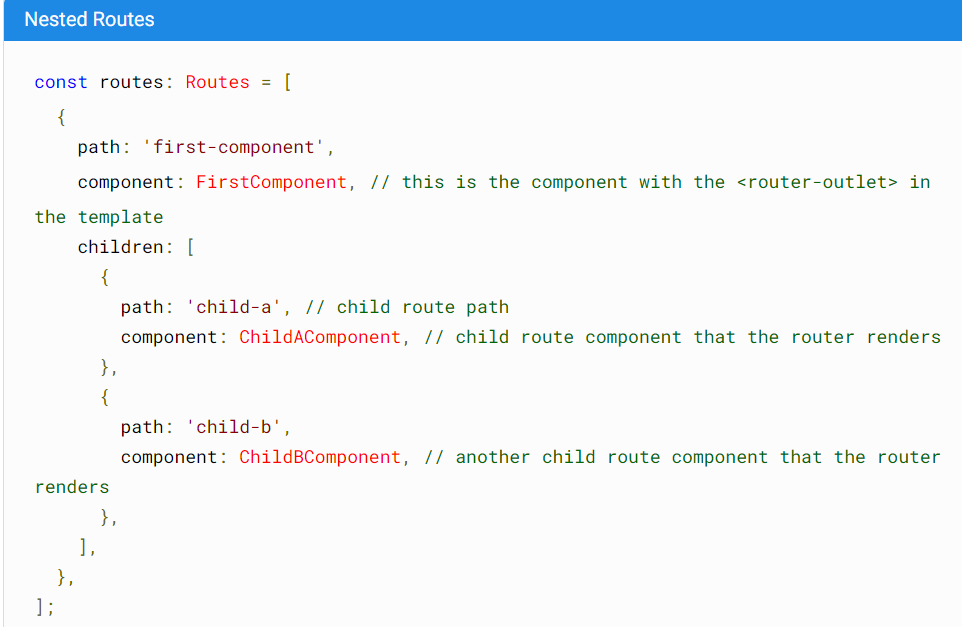 Nested Routes
const routes: Routes = [
  {
    path: 'first-component',
    component: FirstComponent, // this is the component with the <router-outlet> in
the template
    children: [
      {
        path: 'child-a', // child route path
        component: ChildAComponent, // child route component that the router renders
      },
      {
        path: 'child-b',
        component: ChildBComponent, // another child route component that the router
renders
      },
    ],
  },
];